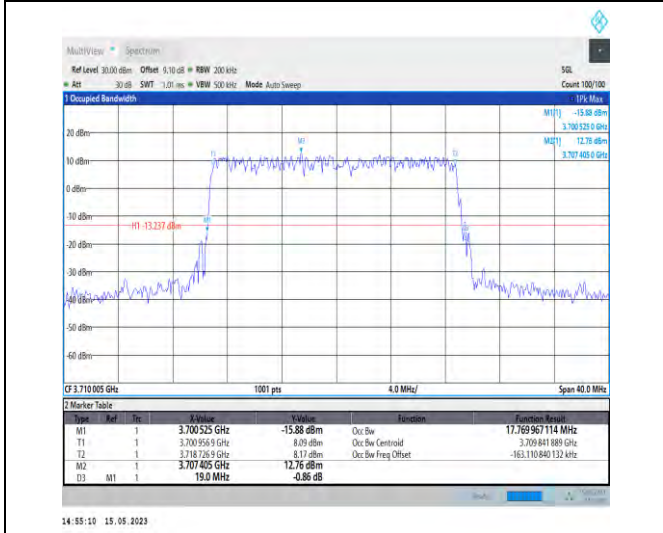 MultiView Spectrum
Ref Level 30.00 dBm Offset 9.10 dB RBW 200 kHz SGL
Att 30 dB SWT 1.01 ms VBW 500 kHz Mode Auto Sweep Count 100/100
1 Occupied Bandwidth 1Pk Max
M1[1] -15.88 dBm
3.700 525 0 GHz
20 dBm
M2[1] 12.76 dBm
3.707 405 0 GHz
10 dBm
T1
M2
T2
0 dBm
-10 dBm
H1 -13.237 dBm
M1
-20 dBm
-30 dBm
-40 dBm
-50 dBm
-60 dBm
CF 3.710 005 GHz 1001 pts 4.0 MHz/ Span 40.0 MHz
2 Marker Table
Type Ref Trc X-Value Y-Value Function Function Result
M1 1 3.700 525 GHz -15.88 dBm Occ Bw 17.769 967 114 MHz
T1 1 3.700 956 9 GHz 8.09 dBm Occ Bw Centroid 3.709 841 889 GHz
T2 1 3.718 726 9 GHz 8.17 dBm Occ Bw Freq Offset -163.110 840 132 kHz
M2 1 3.707 405 GHz 12.76 dBm
D3 M1 1 19.0 MHz -0.86 dB
14:55:10 15.05.2023